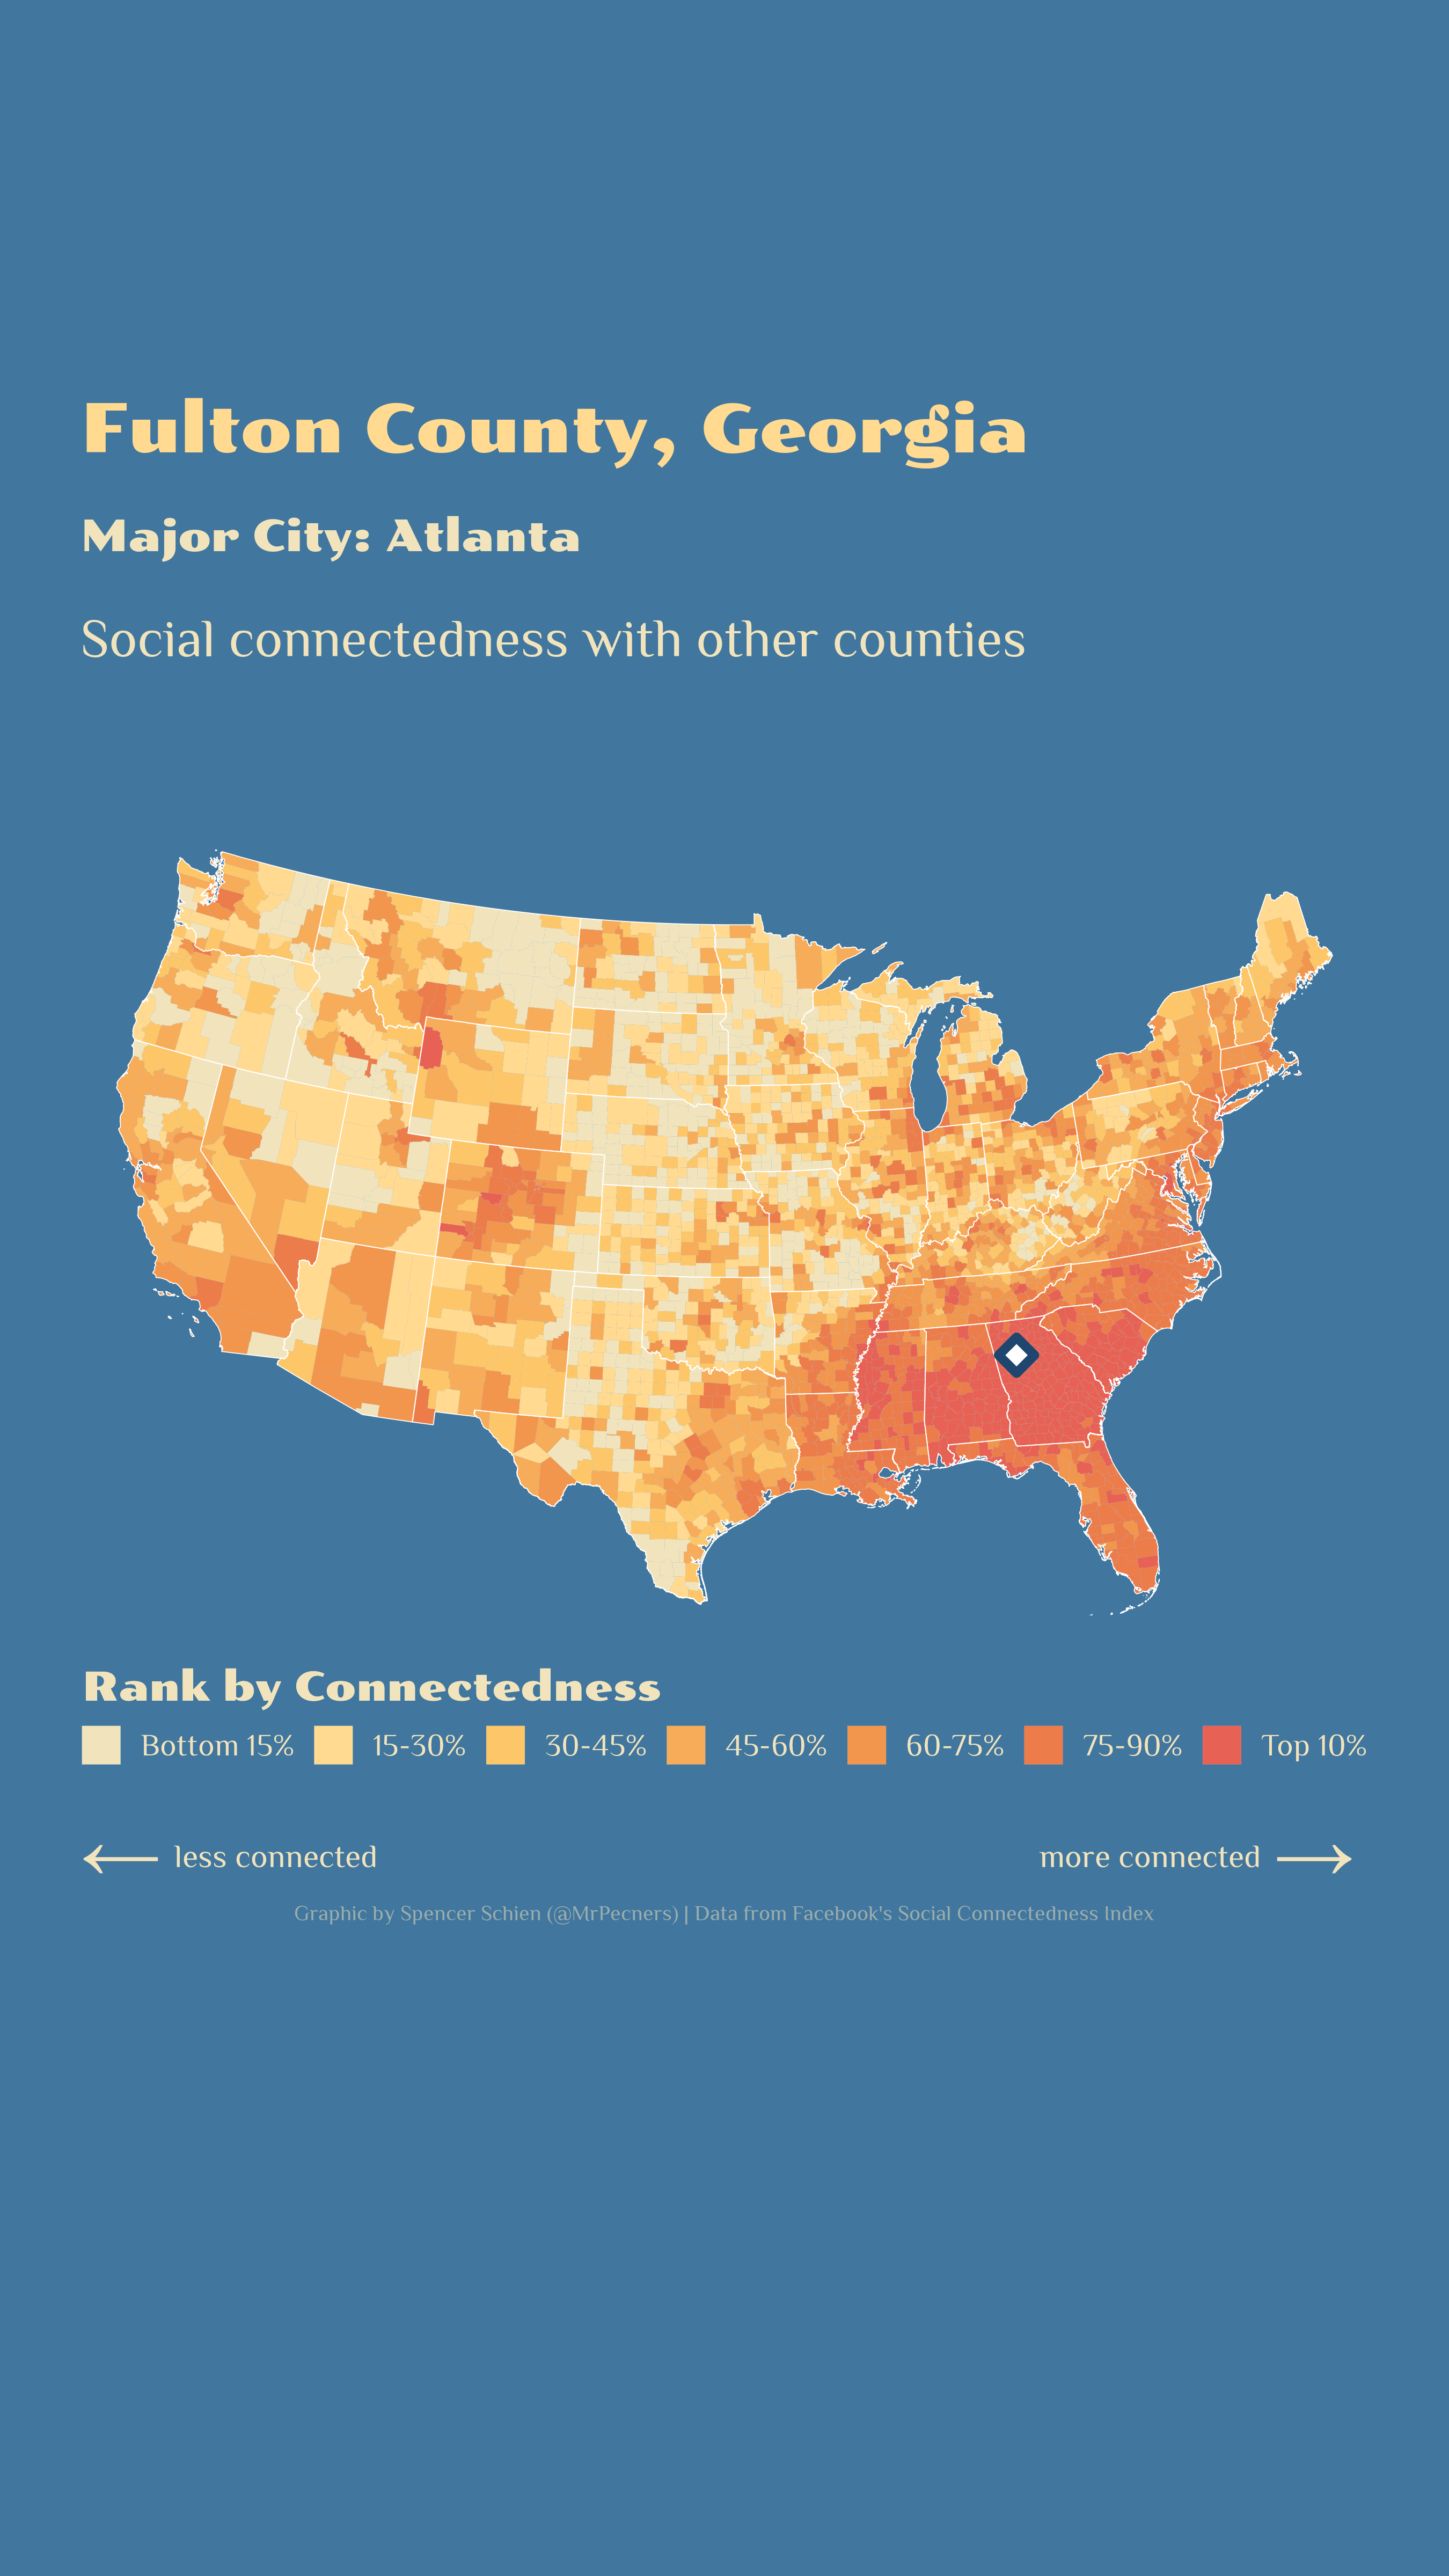 Fulton County, Georgia
Major City: Atlanta
Social connectedness with other counties
Rank by Connectedness
Bottom 15% 15-30% 30-45% 45-60% 60-75% 75-90% Top 10%
← less connected more connected →
Graphic by Spencer Schien (@MrPecners) | Data from Facebook's Social Connectedness Index